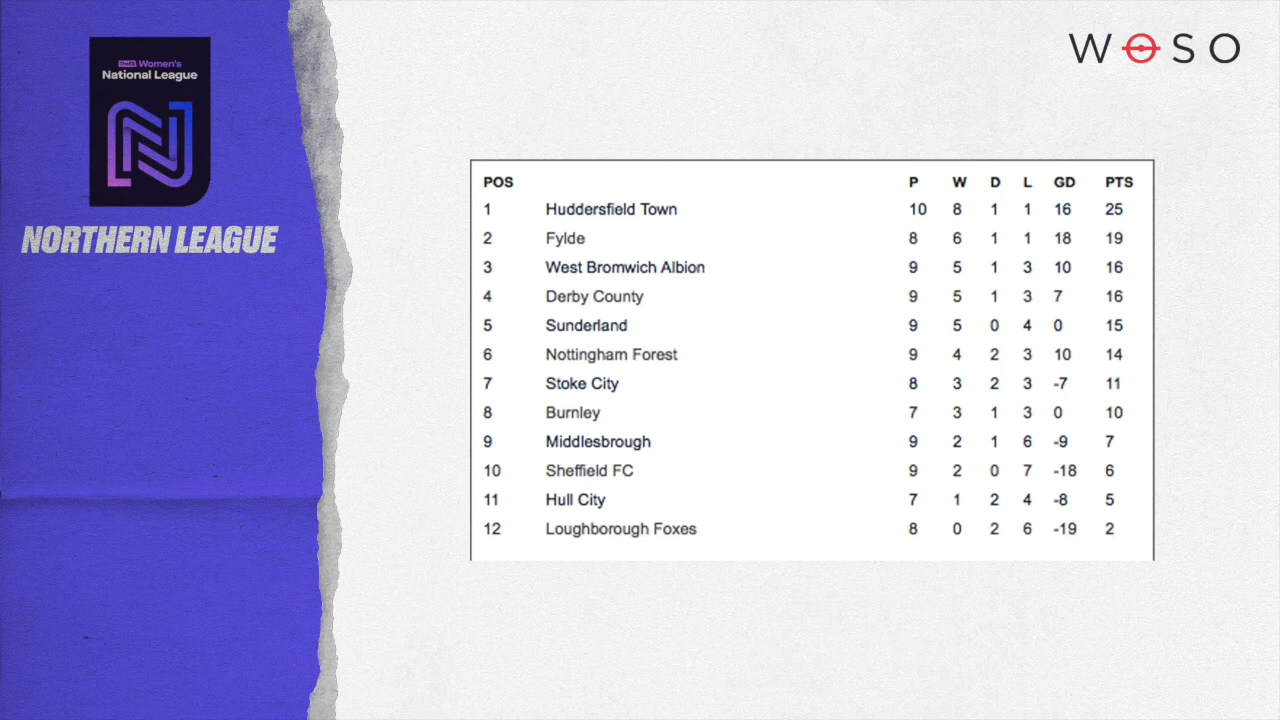 Women's
National League
NORTHERN LEAGUE
WOSO
POS P W D L GD PTS
1 Huddersfield Town 10 8 1 1 16 25
2 Fylde 8 6 1 1 18 19
3 West Bromwich Albion 9 5 1 3 10 16
4 Derby County 9 5 1 3 7 16
5 Sunderland 9 5 0 4 0 15
6 Nottingham Forest 9 4 2 3 10 14
7 Stoke City 8 3 2 3 -7 11
8 Burnley 7 3 1 3 0 10
9 Middlesbrough 9 2 1 6 -9 7
10 Sheffield FC 9 2 0 7 -18 6
11 Hull City 7 1 2 4 -8 5
12 Loughborough Foxes 8 0 2 6 -19 2